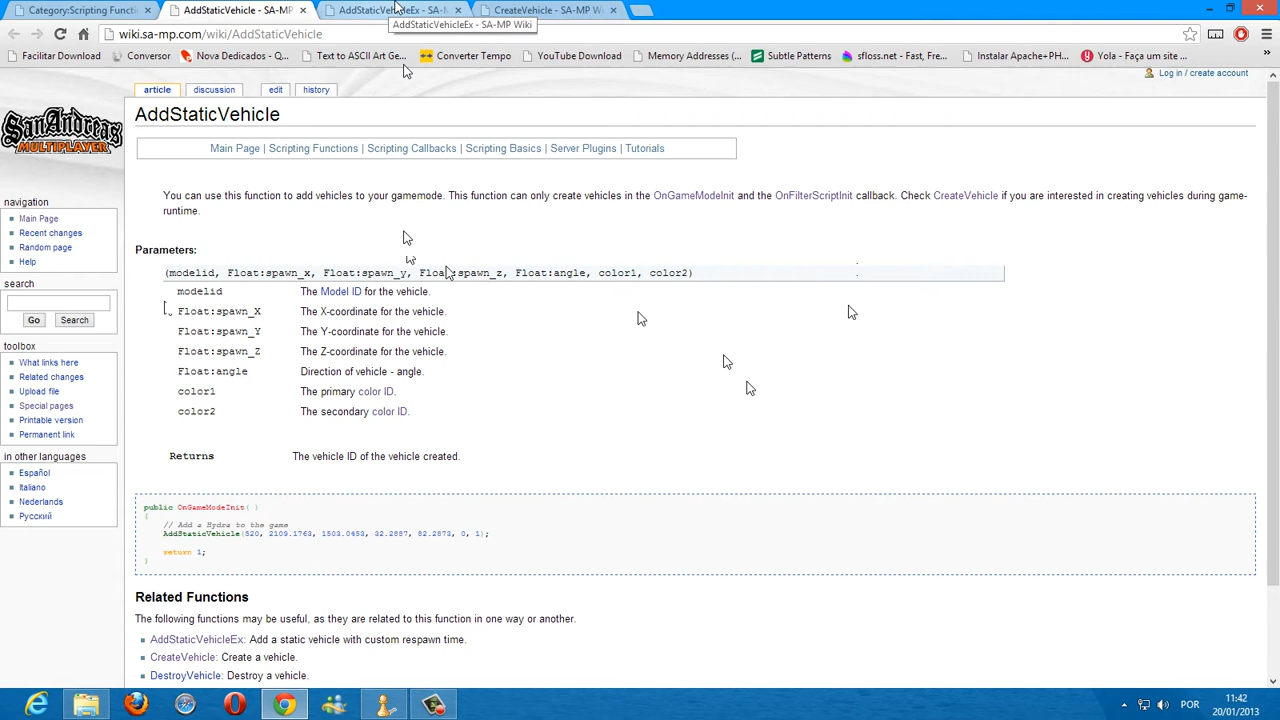 Category:Scripting Functi
AddStaticVehicle - SA-MP
AddStaticVehicleEx - SA-M
CreateVehicle - SA-MP Wi
AddStaticVehicleEx - SA-MP Wiki
wiki.sa-mp.com/wiki/AddStaticVehicle
Facilitar Download
Conversor
Nova Dedicados - Q...
Text to ASCII Art Ge...
Converter Tempo
YouTube Download
Memory Addresses (...
Subtle Patterns
sfloss.net - Fast, Fre...
Instalar Apache+PH...
Yola - Faça um site ...
»
article
discussion
edit
history
Log in / create account
SanAndreas
MULTIPLAYER
AddStaticVehicle
Main Page | Scripting Functions | Scripting Callbacks | Scripting Basics | Server Plugins | Tutorials
You can use this function to add vehicles to your gamemode. This function can only create vehicles in the OnGameModeInit and the OnFilterScriptInit callback. Check CreateVehicle if you are interested in creating vehicles during game-
runtime.
Parameters:
(modelid, Float:spawn_x, Float:spawn_y, Float:spawn_z, Float:angle, color1, color2)
modelid The Model ID for the vehicle.
Float:spawn_X The X-coordinate for the vehicle.
Float:spawn_Y The Y-coordinate for the vehicle.
Float:spawn_Z The Z-coordinate for the vehicle.
Float:angle Direction of vehicle - angle.
color1 The primary color ID.
color2 The secondary color ID.
Returns The vehicle ID of the vehicle created.
public OnGameModeInit( )
{
// Add a Hydra to the game
AddStaticVehicle(520, 2109.1763, 1503.0453, 32.2887, 82.2873, 0, 1);
return 1;
}
Related Functions
The following functions may be useful, as they are related to this function in one way or another.
AddStaticVehicleEx: Add a static vehicle with custom respawn time.
CreateVehicle: Create a vehicle.
DestroyVehicle: Destroy a vehicle.
navigation
Main Page
Recent changes
Random page
Help
search
Go
Search
toolbox
What links here
Related changes
Upload file
Special pages
Printable version
Permanent link
in other languages
Español
Italiano
Nederlands
Русский
POR
11:42
20/01/2013